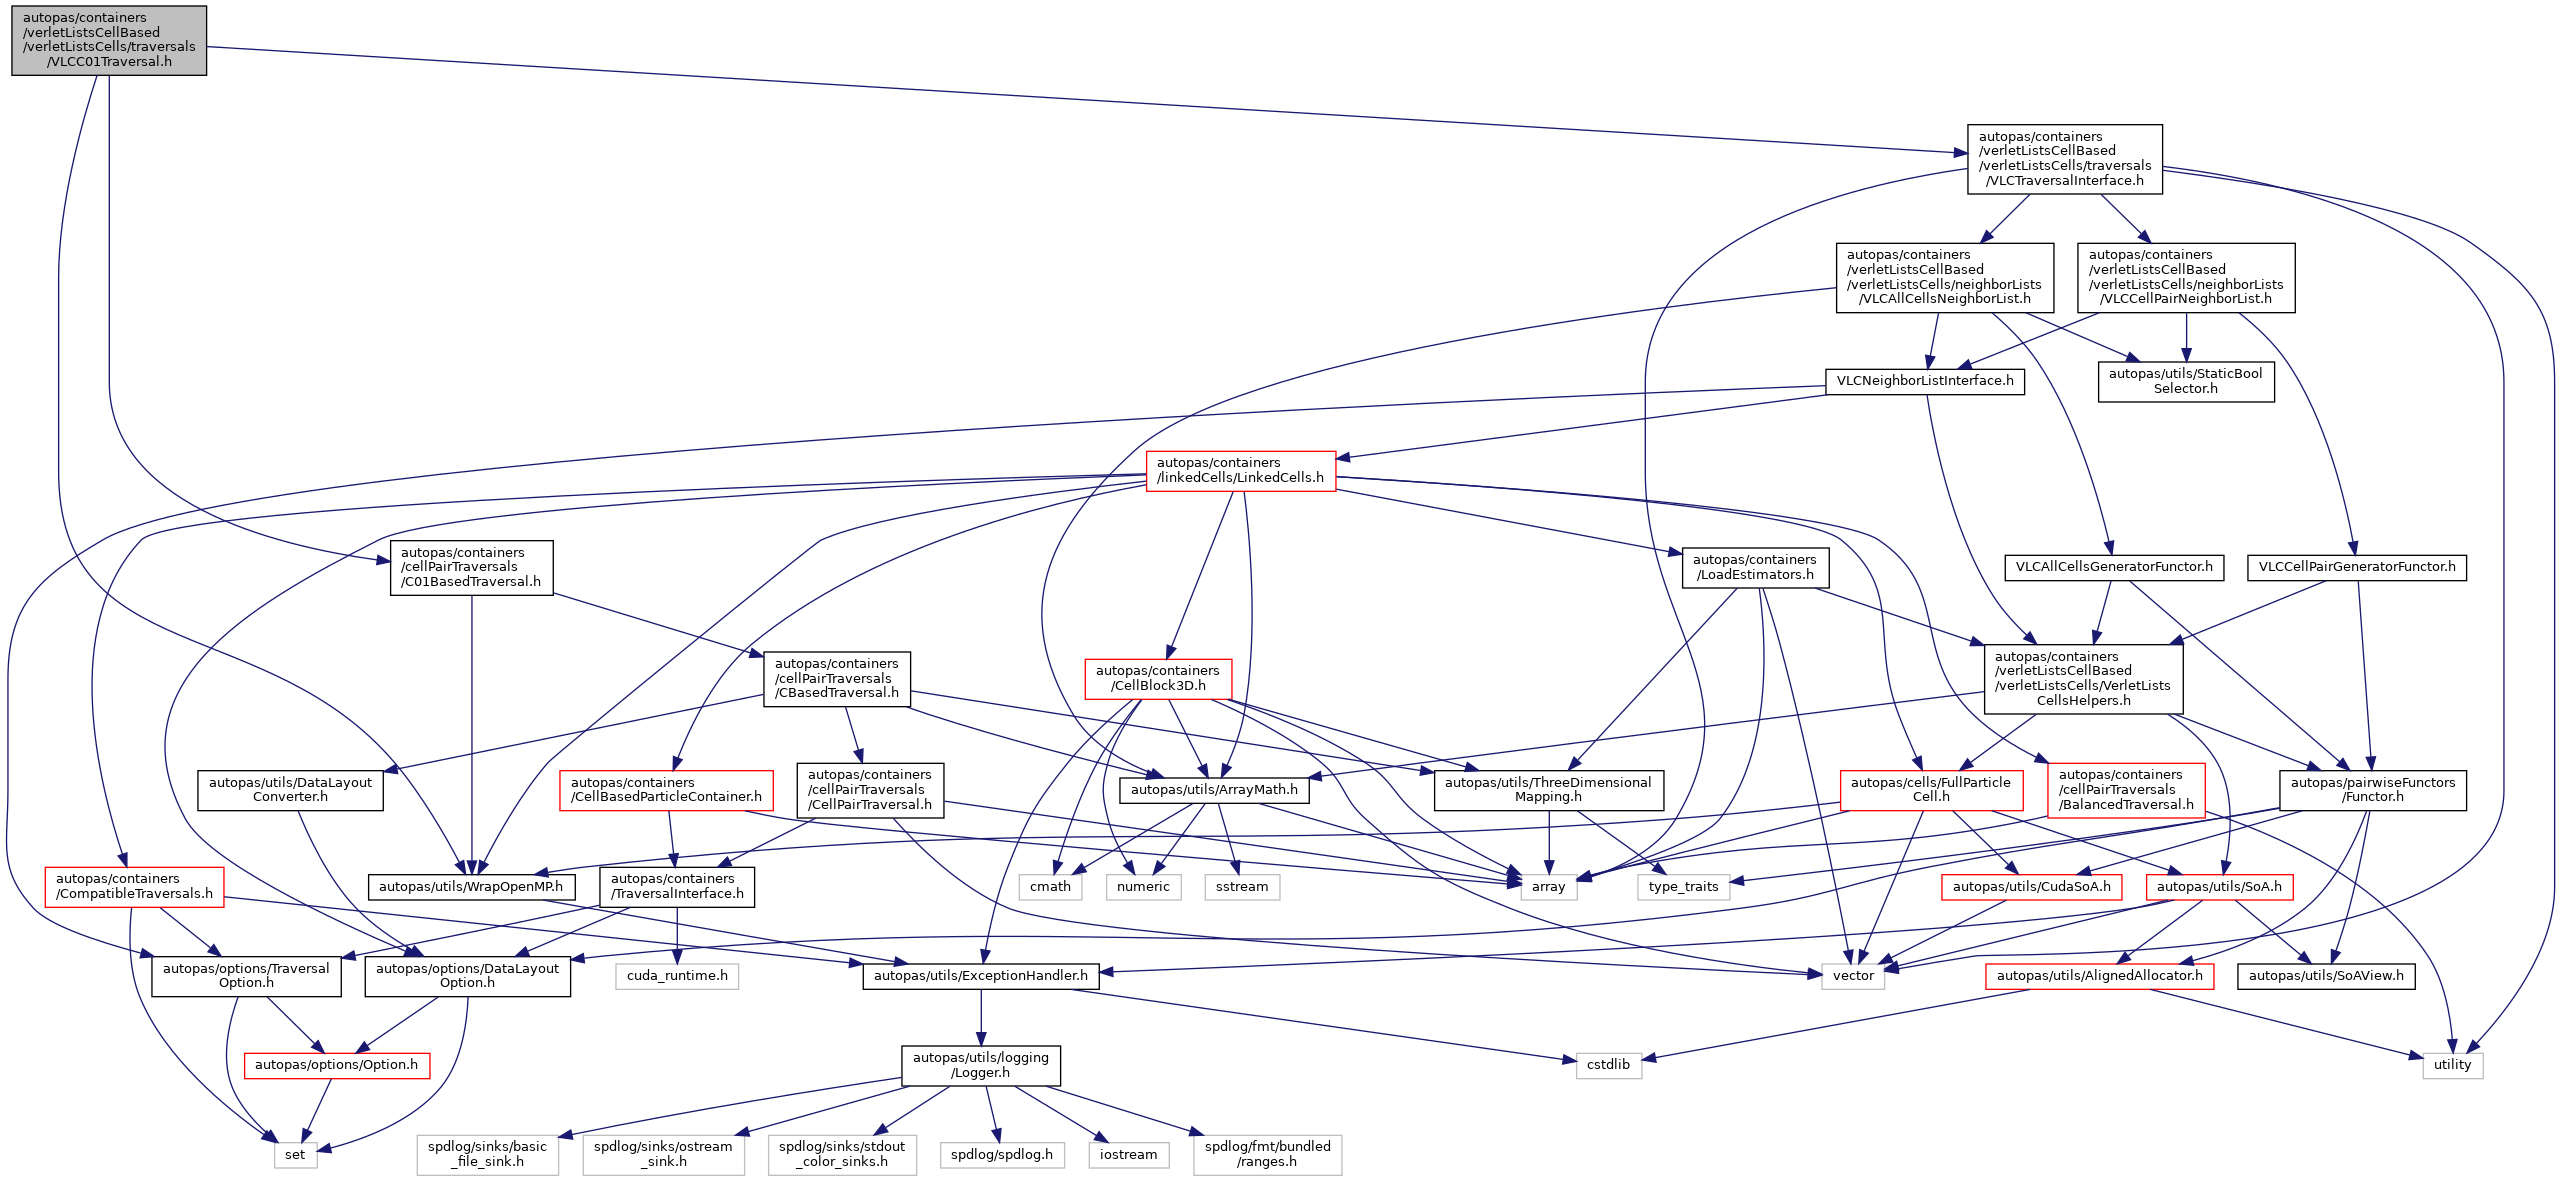 autopas/containers
/verletListsCellBased
/verletListsCells/traversals
/VLCC01Traversal.h
autopas/containers
/verletListsCellBased
/verletListsCells/traversals
/VLCTraversalInterface.h
autopas/containers
/verletListsCellBased
/verletListsCells/neighborLists
/VLCAllCellsNeighborList.h
autopas/containers
/verletListsCellBased
/verletListsCells/neighborLists
/VLCCellPairNeighborList.h
VLCNeighborListInterface.h
autopas/utils/StaticBool
Selector.h
autopas/containers
/linkedCells/LinkedCells.h
autopas/containers
/cellPairTraversals
/C01BasedTraversal.h
autopas/containers
/LoadEstimators.h
VLCAllCellsGeneratorFunctor.h
VLCCellPairGeneratorFunctor.h
autopas/containers
/cellPairTraversals
/CBasedTraversal.h
autopas/containers
/CellBlock3D.h
autopas/containers
/verletListsCellBased
/verletListsCells/VerletLists
CellsHelpers.h
autopas/utils/DataLayout
Converter.h
autopas/containers
/CellBasedParticleContainer.h
autopas/containers
/cellPairTraversals
/CellPairTraversal.h
autopas/utils/ArrayMath.h
autopas/utils/ThreeDimensional
Mapping.h
autopas/cells/FullParticle
Cell.h
autopas/containers
/cellPairTraversals
/BalancedTraversal.h
autopas/pairwiseFunctors
/Functor.h
autopas/containers
/CompatibleTraversals.h
autopas/utils/WrapOpenMP.h
autopas/containers
/TraversalInterface.h
cmath
numeric
sstream
array
type_traits
autopas/utils/CudaSoA.h
autopas/utils/SoA.h
autopas/options/Traversal
Option.h
autopas/options/DataLayout
Option.h
cuda_runtime.h
autopas/utils/ExceptionHandler.h
vector
autopas/utils/AlignedAllocator.h
autopas/utils/SoAView.h
autopas/options/Option.h
autopas/utils/logging
/Logger.h
cstdlib
utility
set
spdlog/sinks/basic
_file_sink.h
spdlog/sinks/ostream
_sink.h
spdlog/sinks/stdout
_color_sinks.h
spdlog/spdlog.h
iostream
spdlog/fmt/bundled
/ranges.h